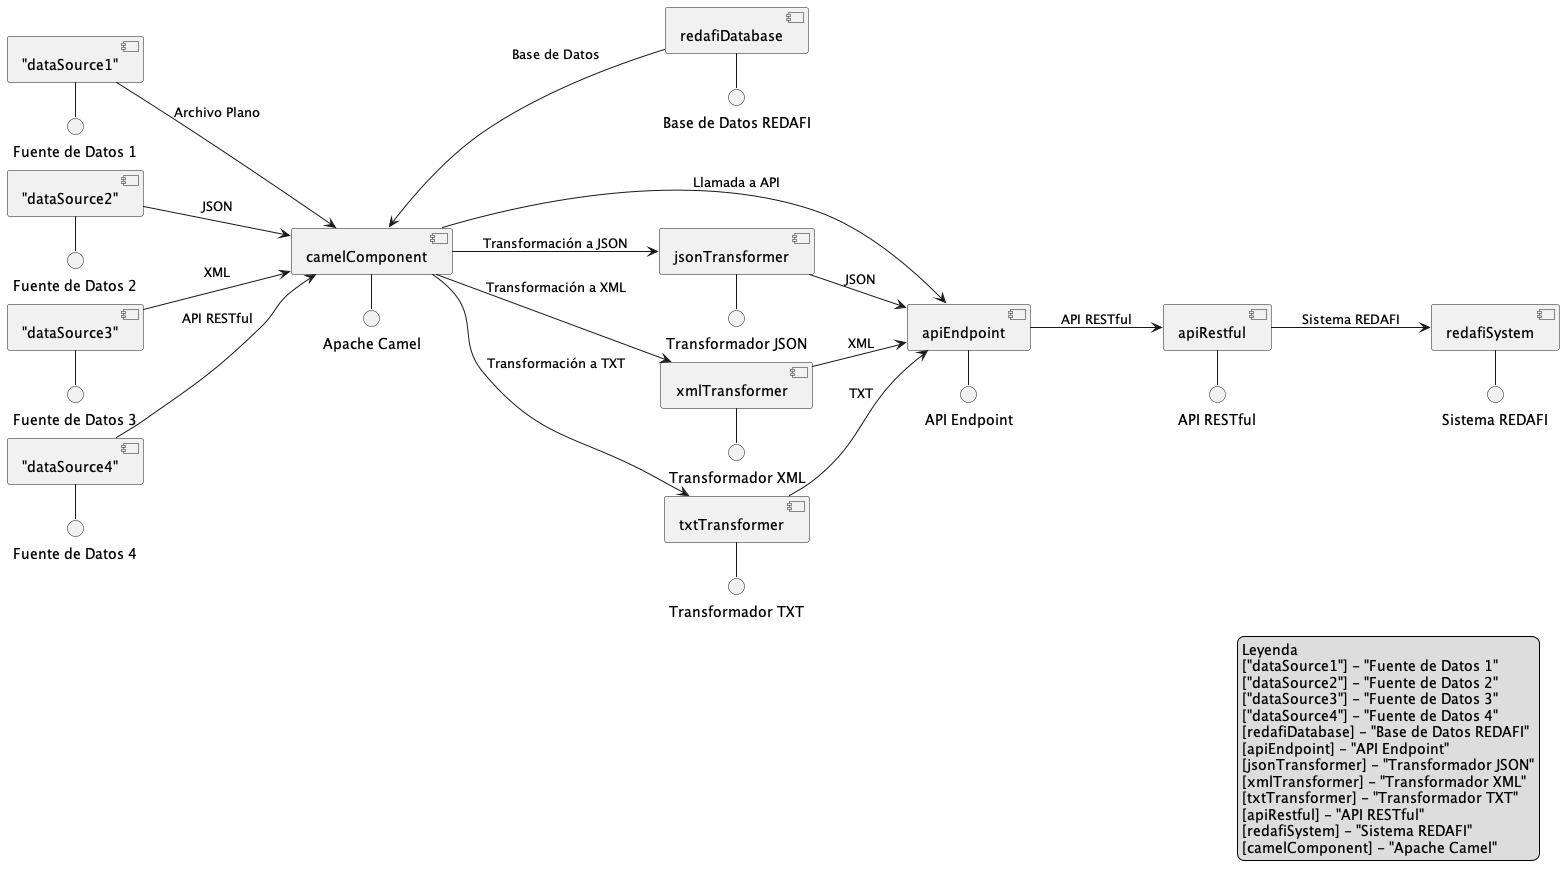 redafiDatabase
"dataSource1"
Base de Datos
Archivo Plano
Base de Datos REDAFI
Fuente de Datos 1
Llamada a API
"dataSource2"
JSON
Transformación a JSON
camelComponent
jsonTransformer
Fuente de Datos 2
XML
Transformación a XML
JSON
API RESTful
API RESTful
Sistema REDAFI
"dataSource3"
apiEndpoint
apiRestful
redafiSystem
Apache Camel
Transformador JSON
XML
Transformación a TXT
xmlTransformer
TXT
Fuente de Datos 3
API Endpoint
API RESTful
Sistema REDAFI
"dataSource4"
Transformador XML
txtTransformer
Fuente de Datos 4
Transformador TXT
Leyenda
["dataSource1"] – "Fuente de Datos 1"
["dataSource2"] – "Fuente de Datos 2"
["dataSource3"] – "Fuente de Datos 3"
["dataSource4"] – "Fuente de Datos 4"
[redafiDatabase] – "Base de Datos REDAFI"
[apiEndpoint] – "API Endpoint"
[jsonTransformer] – "Transformador JSON"
[xmlTransformer] – "Transformador XML"
[txtTransformer] – "Transformador TXT"
[apiRestful] – "API RESTful"
[redafiSystem] – "Sistema REDAFI"
[camelComponent] – "Apache Camel"